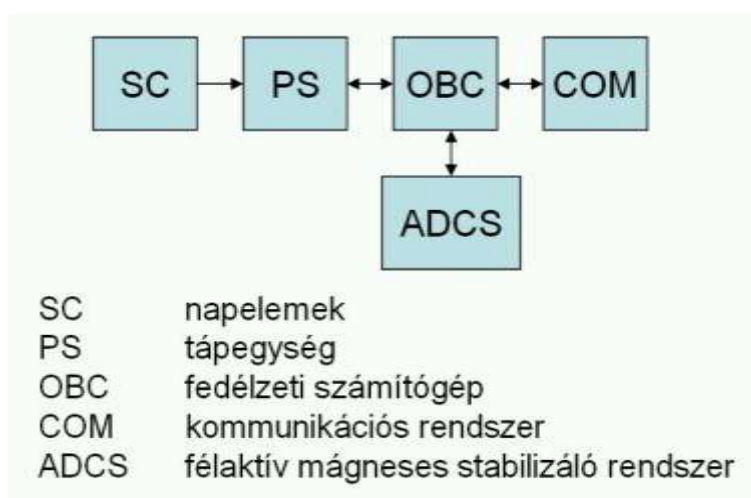 SC PS OBC COM
ADCS
SC napelemek
PS tápegység
OBC fedélzeti számítógép
COM kommunikációs rendszer
ADCS félaktív mágneses stabilizáló rendszer